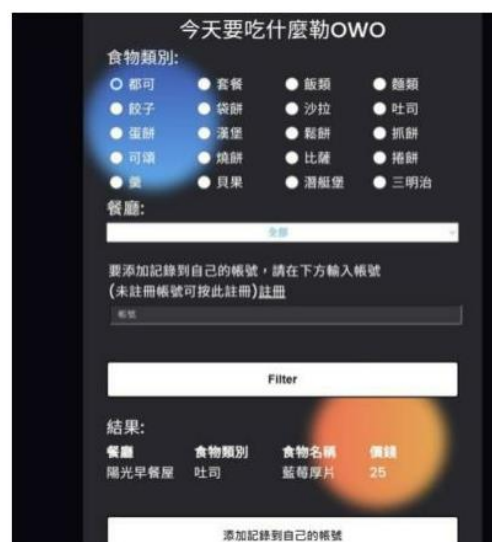 今天要吃什麼勒OWO
食物類別:
都可 套餐 飯類 麵類
餃子 袋餅 沙拉 吐司
蛋餅 漢堡 鬆餅 抓餅
可頌 燒餅 比薩 捲餅
羹 貝果 潛艇堡 三明治
餐廳:
全部
要添加記錄到自己的帳號，請在下方輸入帳號
(未註冊帳號可按此註冊)註冊
帳號
Filter
結果:
餐廳 食物類別 食物名稱 價錢
陽光早餐屋 吐司 藍莓厚片 25
添加記錄到自己的帳號